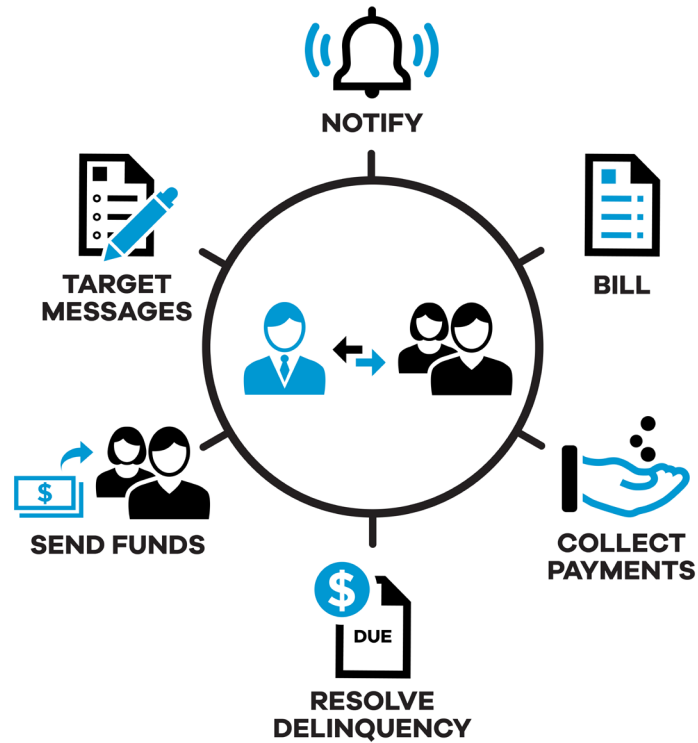 NOTIFY
BILL
COLLECT
PAYMENTS
DUE
$
RESOLVE
DELINQUENCY
$
SEND FUNDS
TARGET
MESSAGES